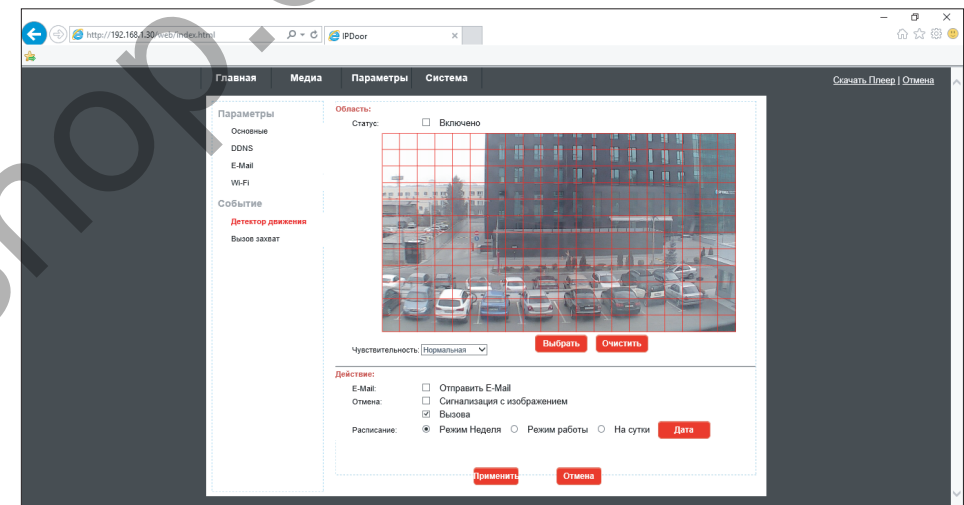 http://192.168.1.30/web/index.html
IPDoor
Главная Медиа Параметры Система
Скачать Плеер | Отмена
Параметры
Основные
DDNS
E-Mail
Wi-Fi
Событие
Детектор движения
Вызов захват
Область:
Статус: Включено
Чувствительность: Нормальная
Выбрать Очистить
Действие:
E-Mail: Отправить E-Mail
Отмена: Сигнализация с изображением
Вызова
Расписание: Режим Неделя Режим работы На сутки Дата
Применить Отмена
shop.